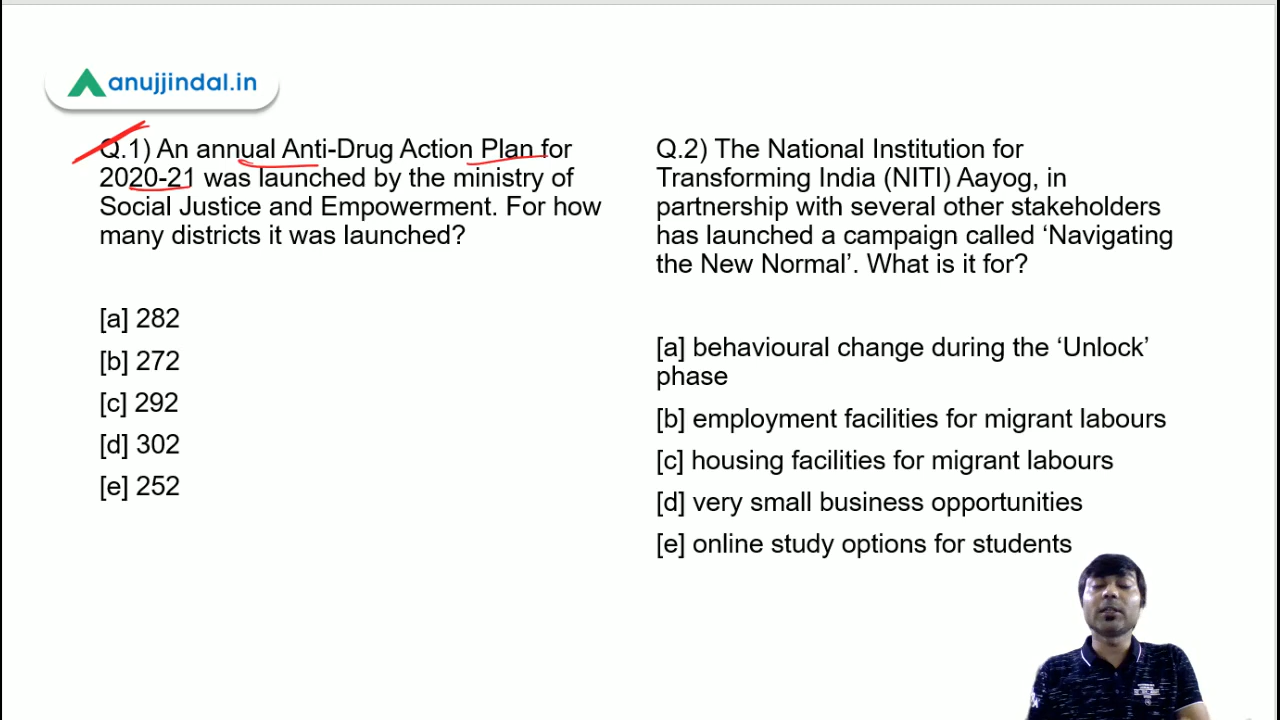 anujjindal.in
Q.1) An annual Anti-Drug Action Plan for
2020-21 was launched by the ministry of
Social Justice and Empowerment. For how
many districts it was launched?
[a] 282
[b] 272
[c] 292
[d] 302
[e] 252
Q.2) The National Institution for
Transforming India (NITI) Aayog, in
partnership with several other stakeholders
has launched a campaign called ‘Navigating
the New Normal’. What is it for?
[a] behavioural change during the ‘Unlock’
phase
[b] employment facilities for migrant labours
[c] housing facilities for migrant labours
[d] very small business opportunities
[e] online study options for students